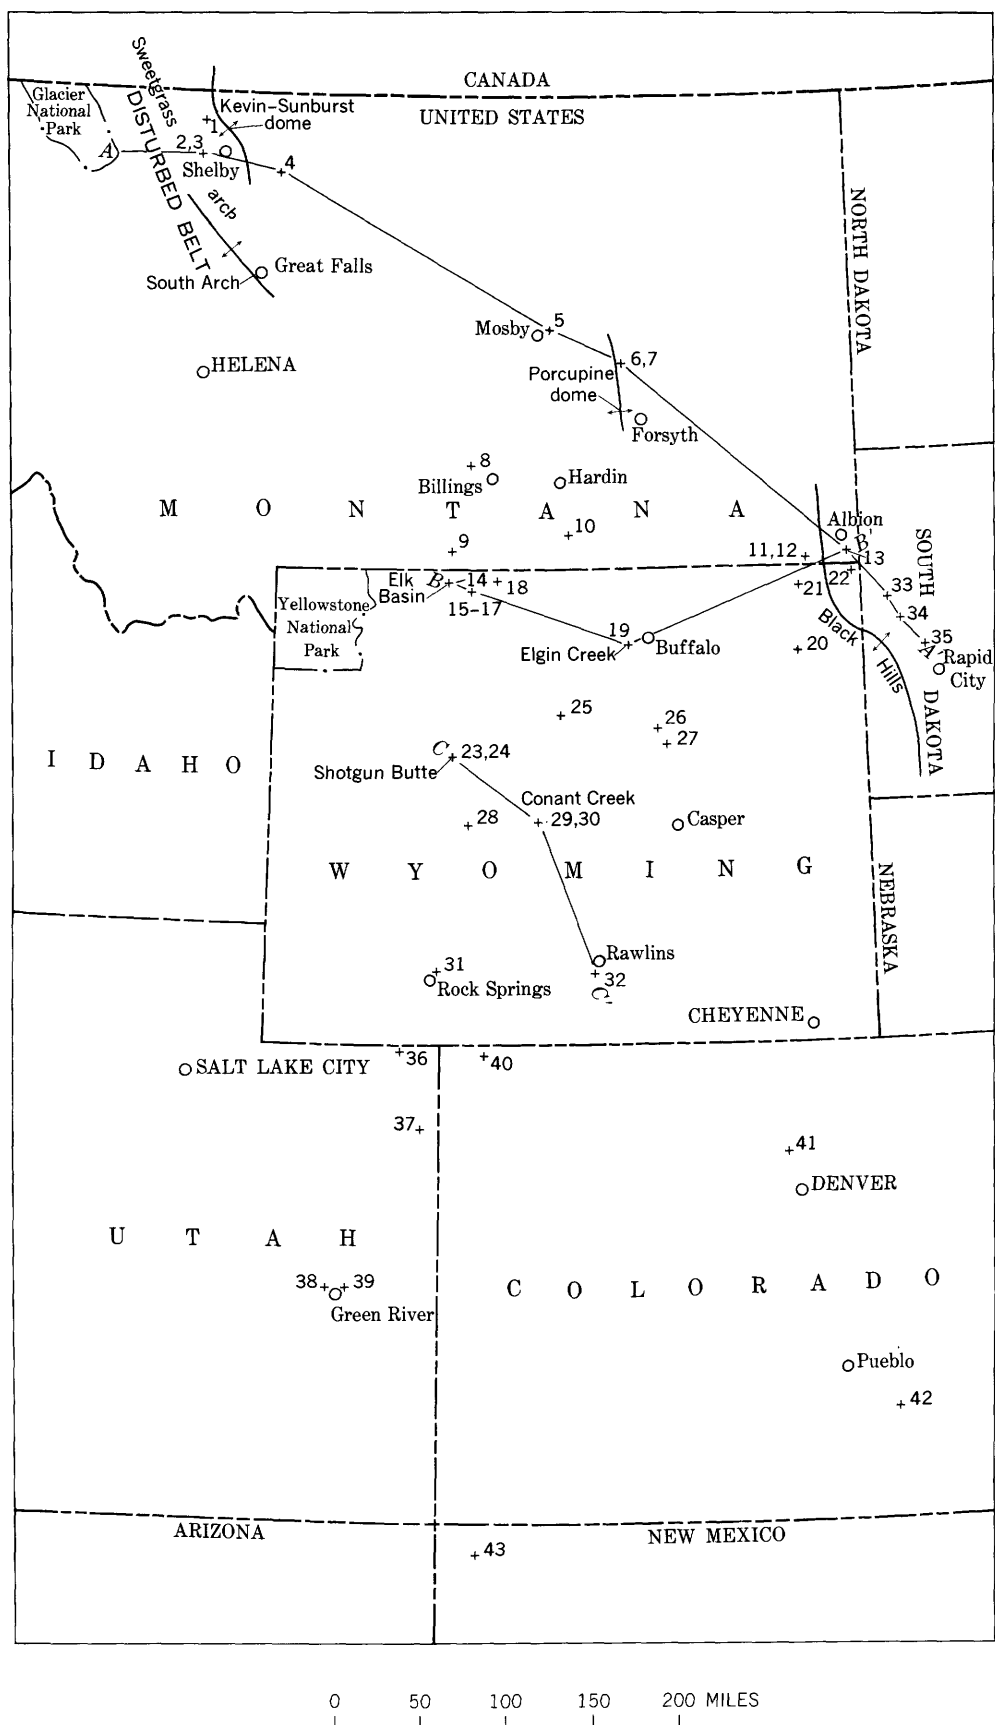 CANADA
UNITED STATES
Glacier
National
Park
Sweetgrass
arch
DISTURBED BELT
Kevin-Sunburst
dome
1
2,3
A
Shelby
4
South Arch
Great Falls
NORTH DAKOTA
Mosby
5
HELENA
6,7
Porcupine
dome
Forsyth
8
Billings
Hardin
MONTANA
10
9
Albion
B'
11,12
13
SOUTH
DAKOTA
Elk
Basin
B
14
18
15-17
22
21
33
34
35
A'
Yellowstone
National
Park
19
Elgin Creek
Buffalo
20
Black
Hills
Rapid
City
25
26
27
IDAHO
C
23,24
Shotgun Butte
Conant Creek
29,30
28
Casper
WYOMING
NEBRASKA
31
Rock Springs
Rawlins
32
C'
CHEYENNE
SALT LAKE CITY
36
40
37
41
DENVER
UTAH
38
39
Green River
COLORADO
Pueblo
42
ARIZONA
NEW MEXICO
43
0 50 100 150 200 MILES